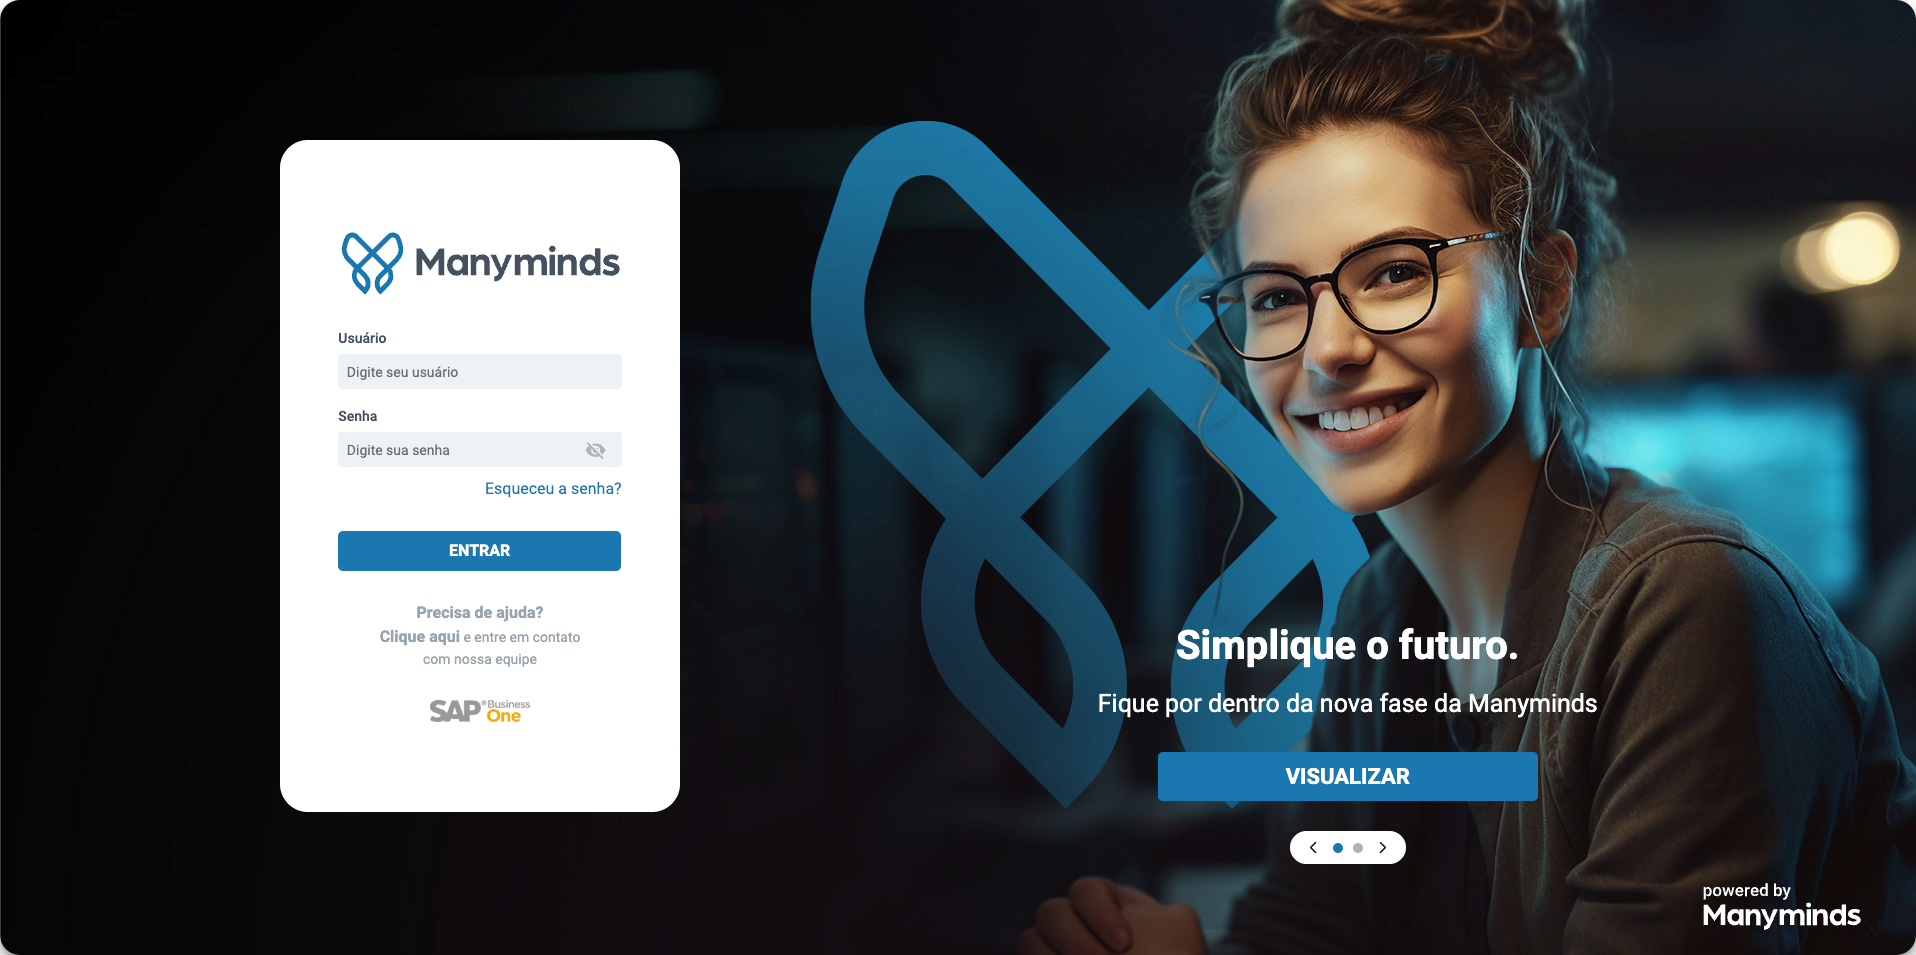 Manyminds
Usuário
Digite seu usuário
Senha
Digite sua senha
Esqueceu a senha?
ENTRAR
Precisa de ajuda?
Clique aqui e entre em contato
com nossa equipe
SAP® Business
One
Simplique o futuro.
Fique por dentro da nova fase da Manyminds
VISUALIZAR
powered by
Manyminds